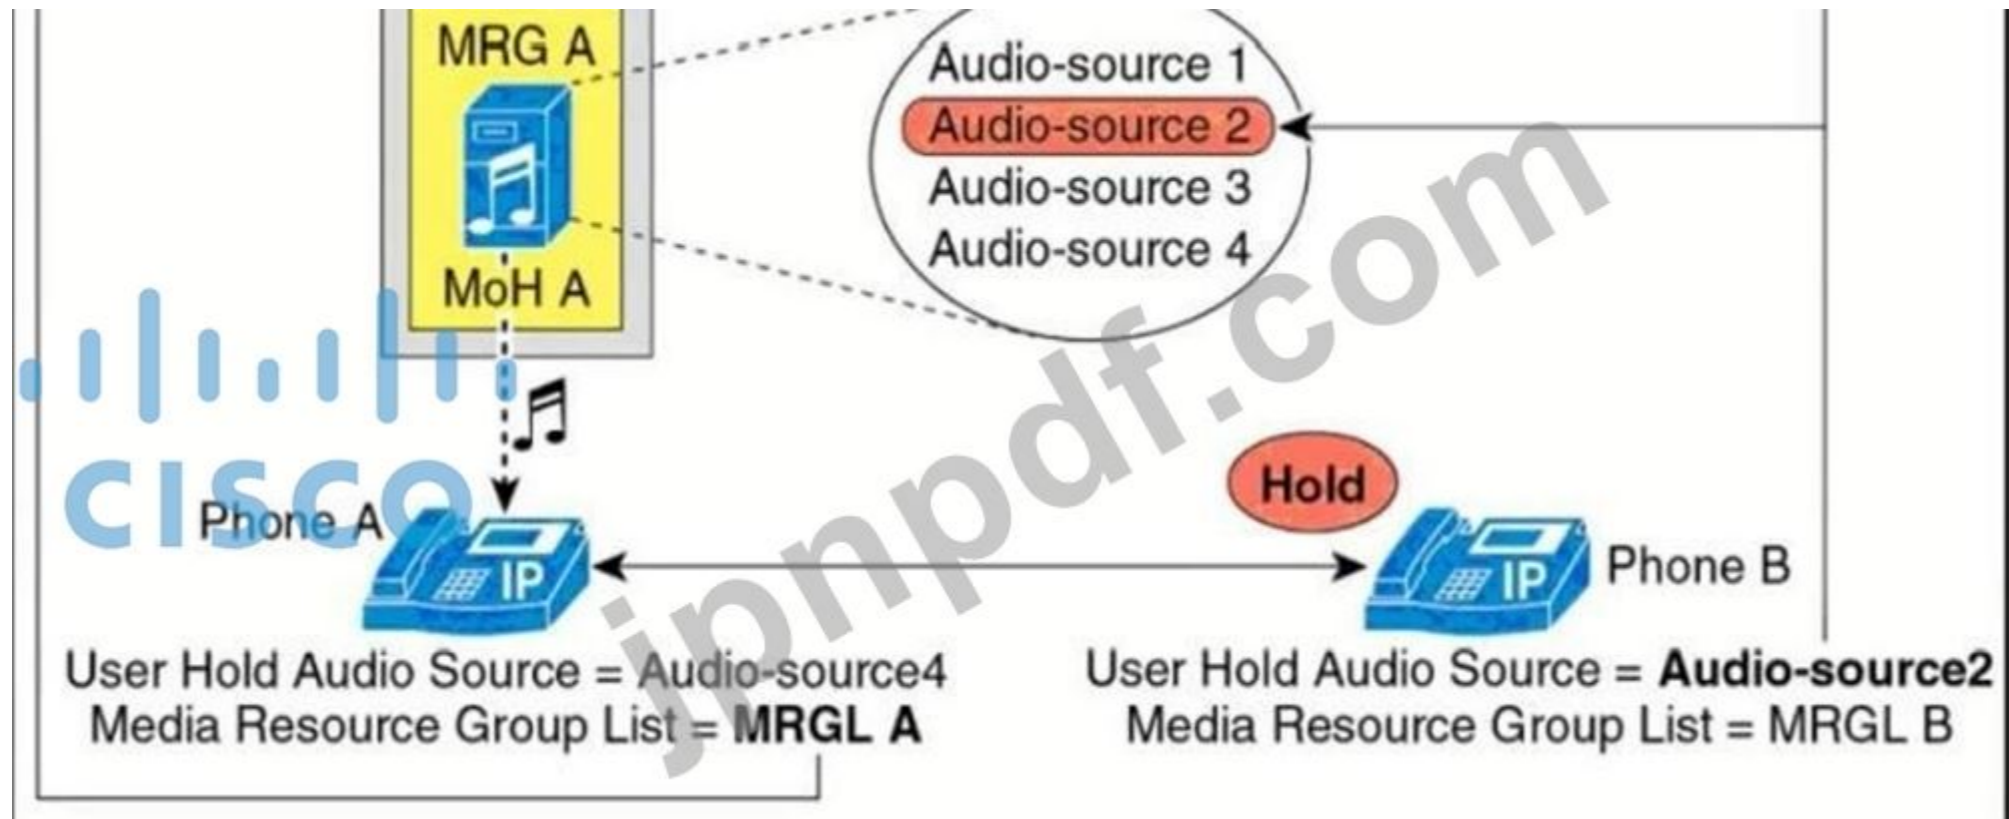 MRG A
MoH A
Audio-source 1
Audio-source 2
Audio-source 3
Audio-source 4
CISCO
Hold
Phone A
IP
IP
Phone B
User Hold Audio Source = Audio-source4
Media Resource Group List = MRGL A
User Hold Audio Source = Audio-source2
Media Resource Group List = MRGL B
jpnpdf.com